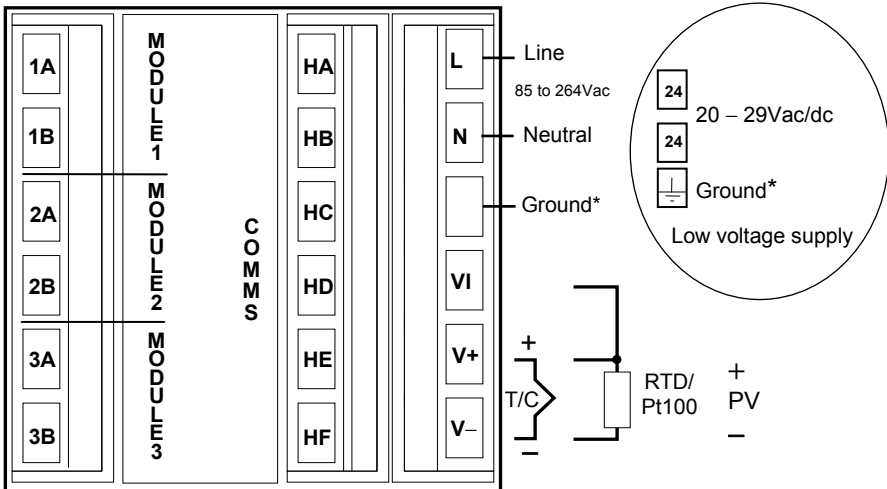 1A
1B
2A
2B
3A
3B
MODULE1
MODULE2
MODULE3
COMMS
HA
HB
HC
HD
HE
HF
L
N
VI
V+
V−
Line
85 to 264Vac
Neutral
Ground*
24
24
20 – 29Vac/dc
Ground*
Low voltage supply
+
T/C
−
RTD/
Pt100
+
PV
−